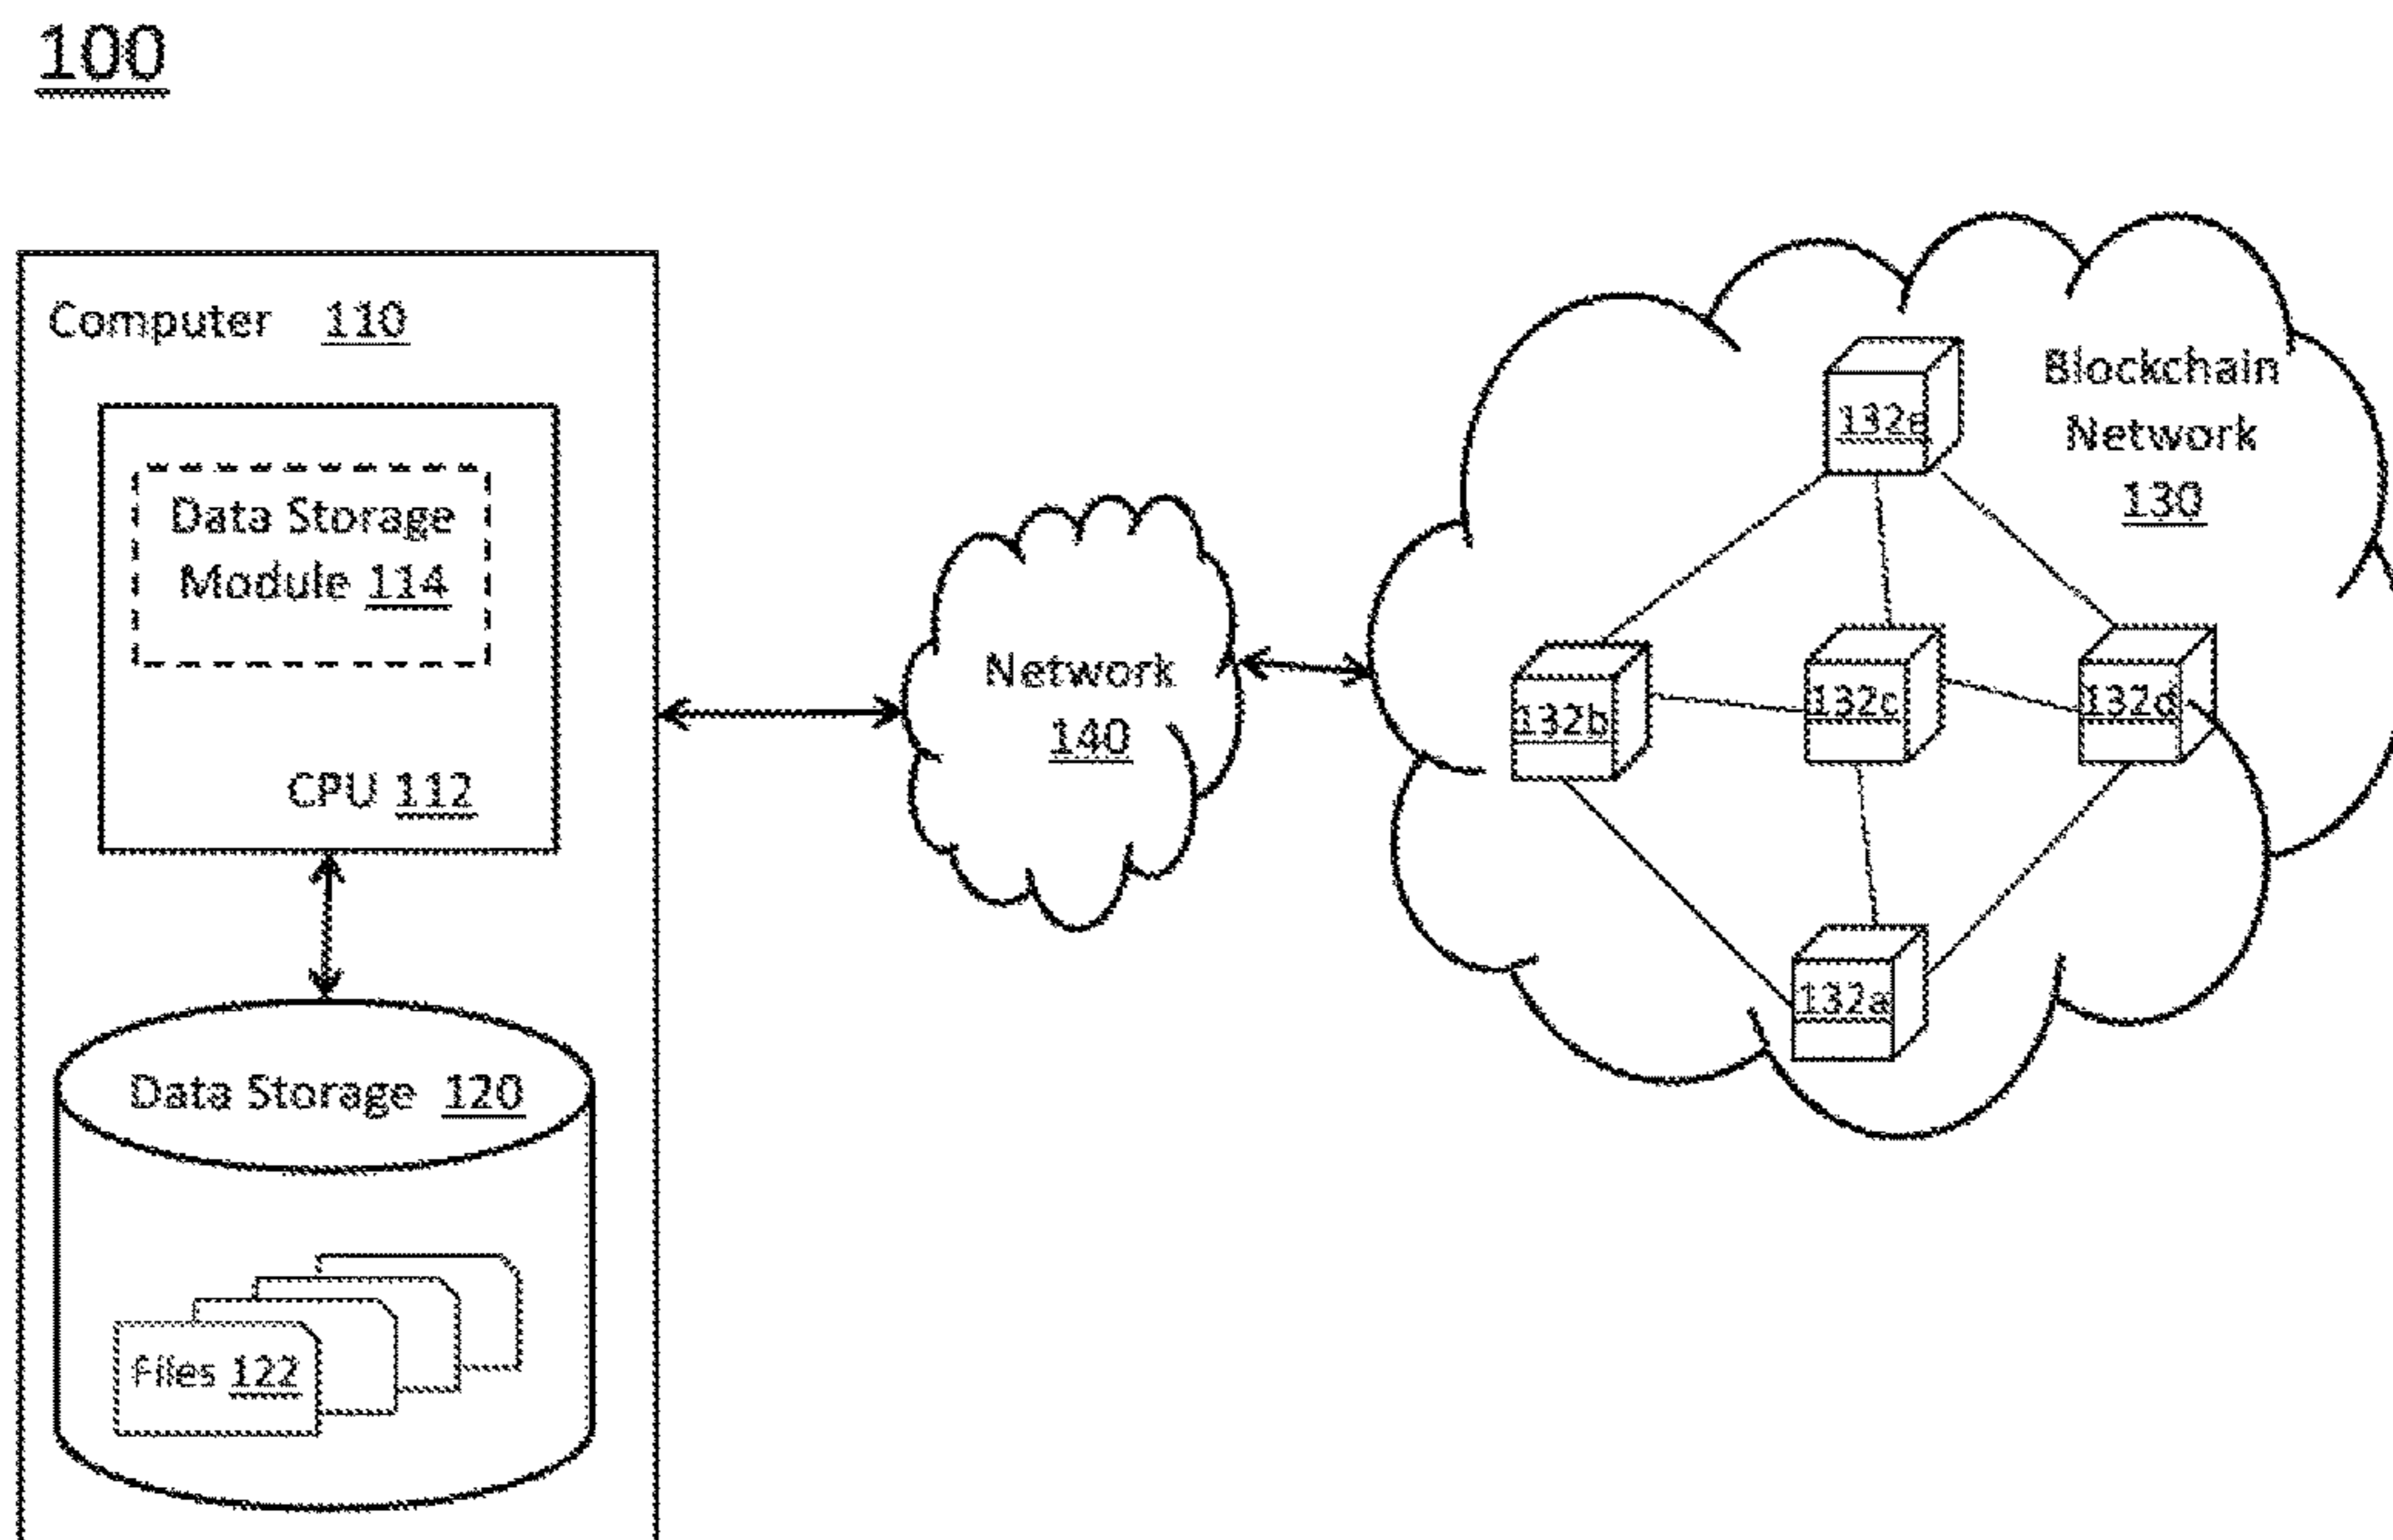 100
Computer 110
Data Storage
Module 114
CPU 112
Data Storage 120
Files 122
Network
140
Blockchain
Network
130
132e
132b
132c
132d
132a